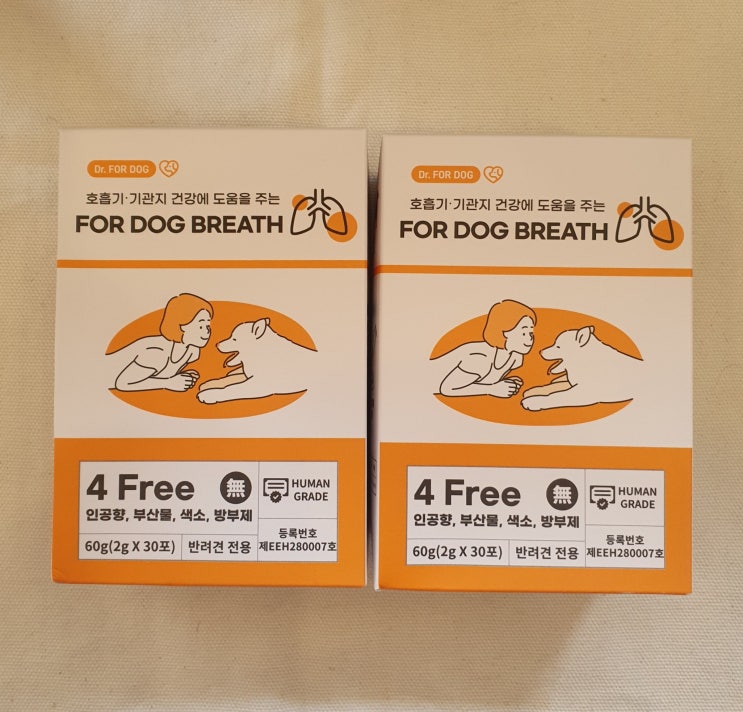 Dr. FOR DOG
호흡기·기관지 건강에 도움을 주는
FOR DOG BREATH
4 Free 無
인공향, 부산물, 색소, 방부제
HUMAN
GRADE
60g(2g X 30포)
반려견 전용
등록번호
제EEH280007호
Dr. FOR DOG
호흡기·기관지 건강에 도움을 주는
FOR DOG BREATH
4 Free 無
인공향, 부산물, 색소, 방부제
HUMAN
GRADE
60g(2g X 30포)
반려견 전용
등록번호
제EEH280007호